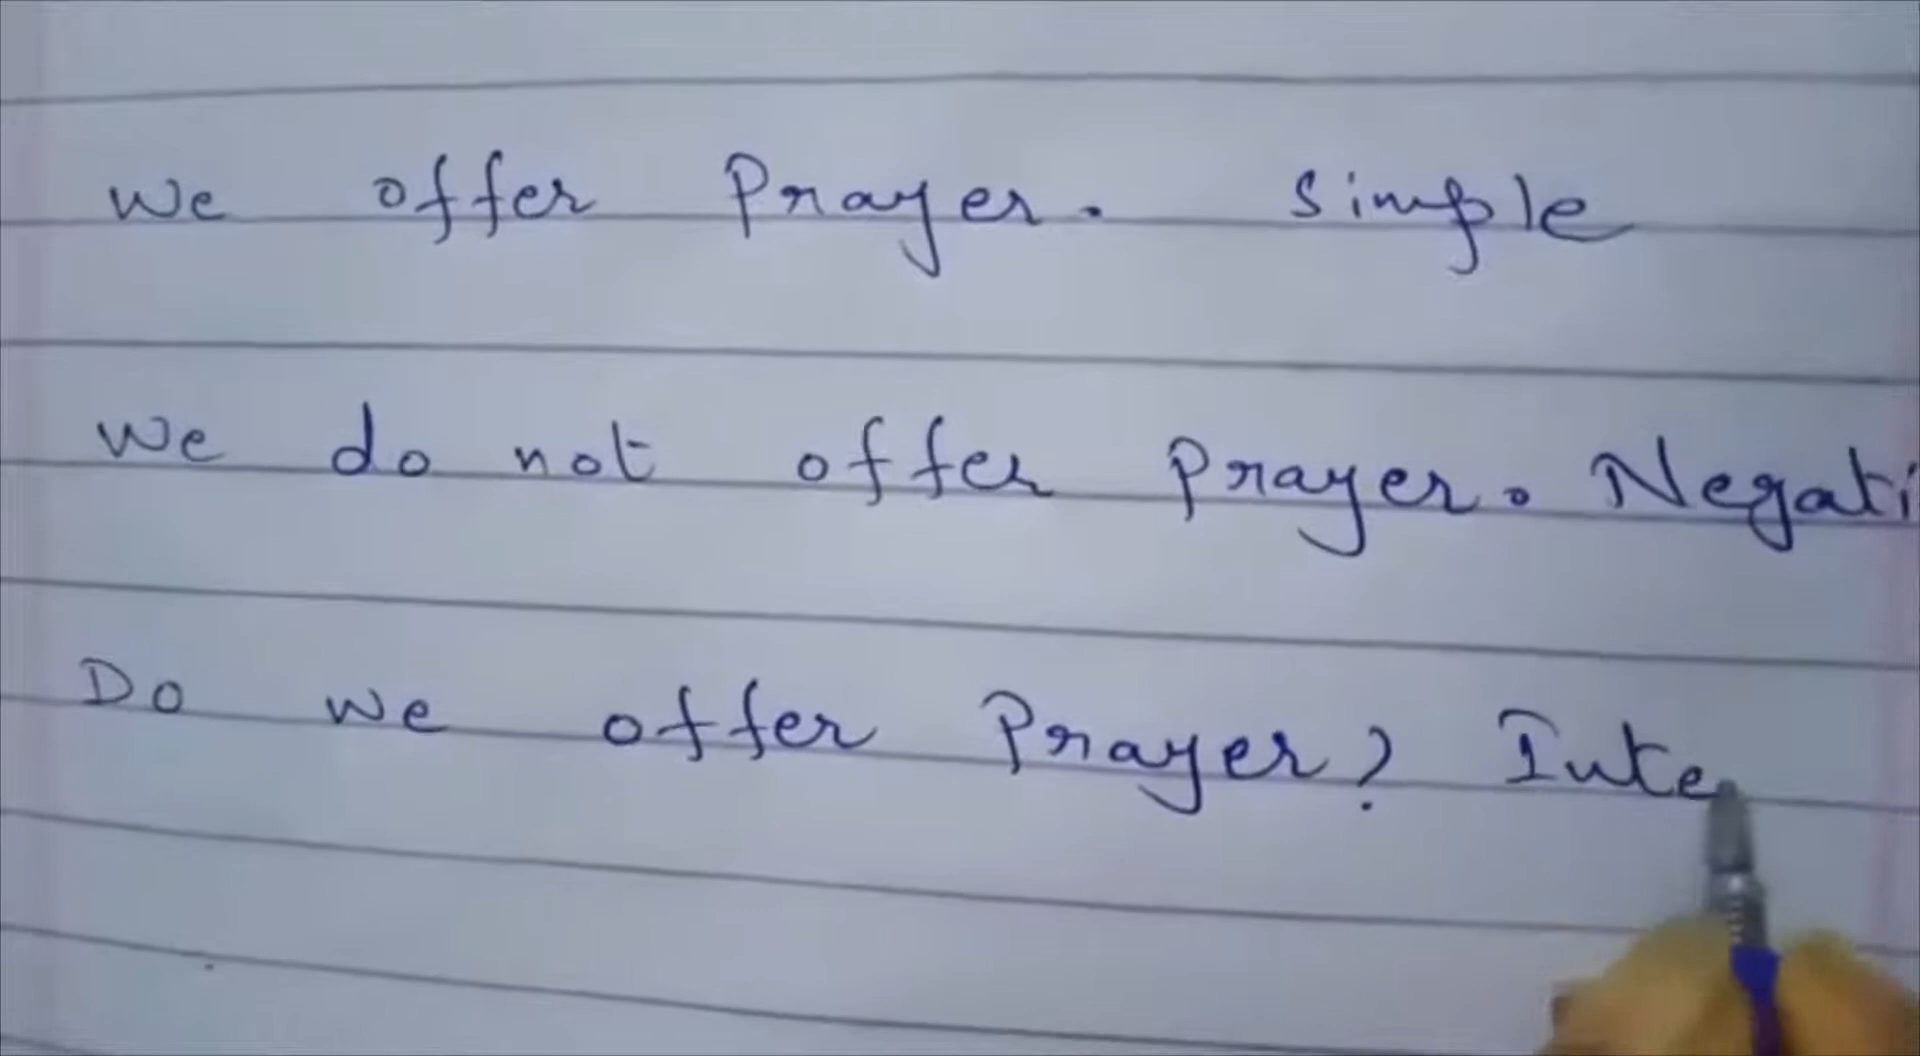 We offer Prayer. Simple
We do not offer Prayer. Negati
Do we offer Prayer? Inte